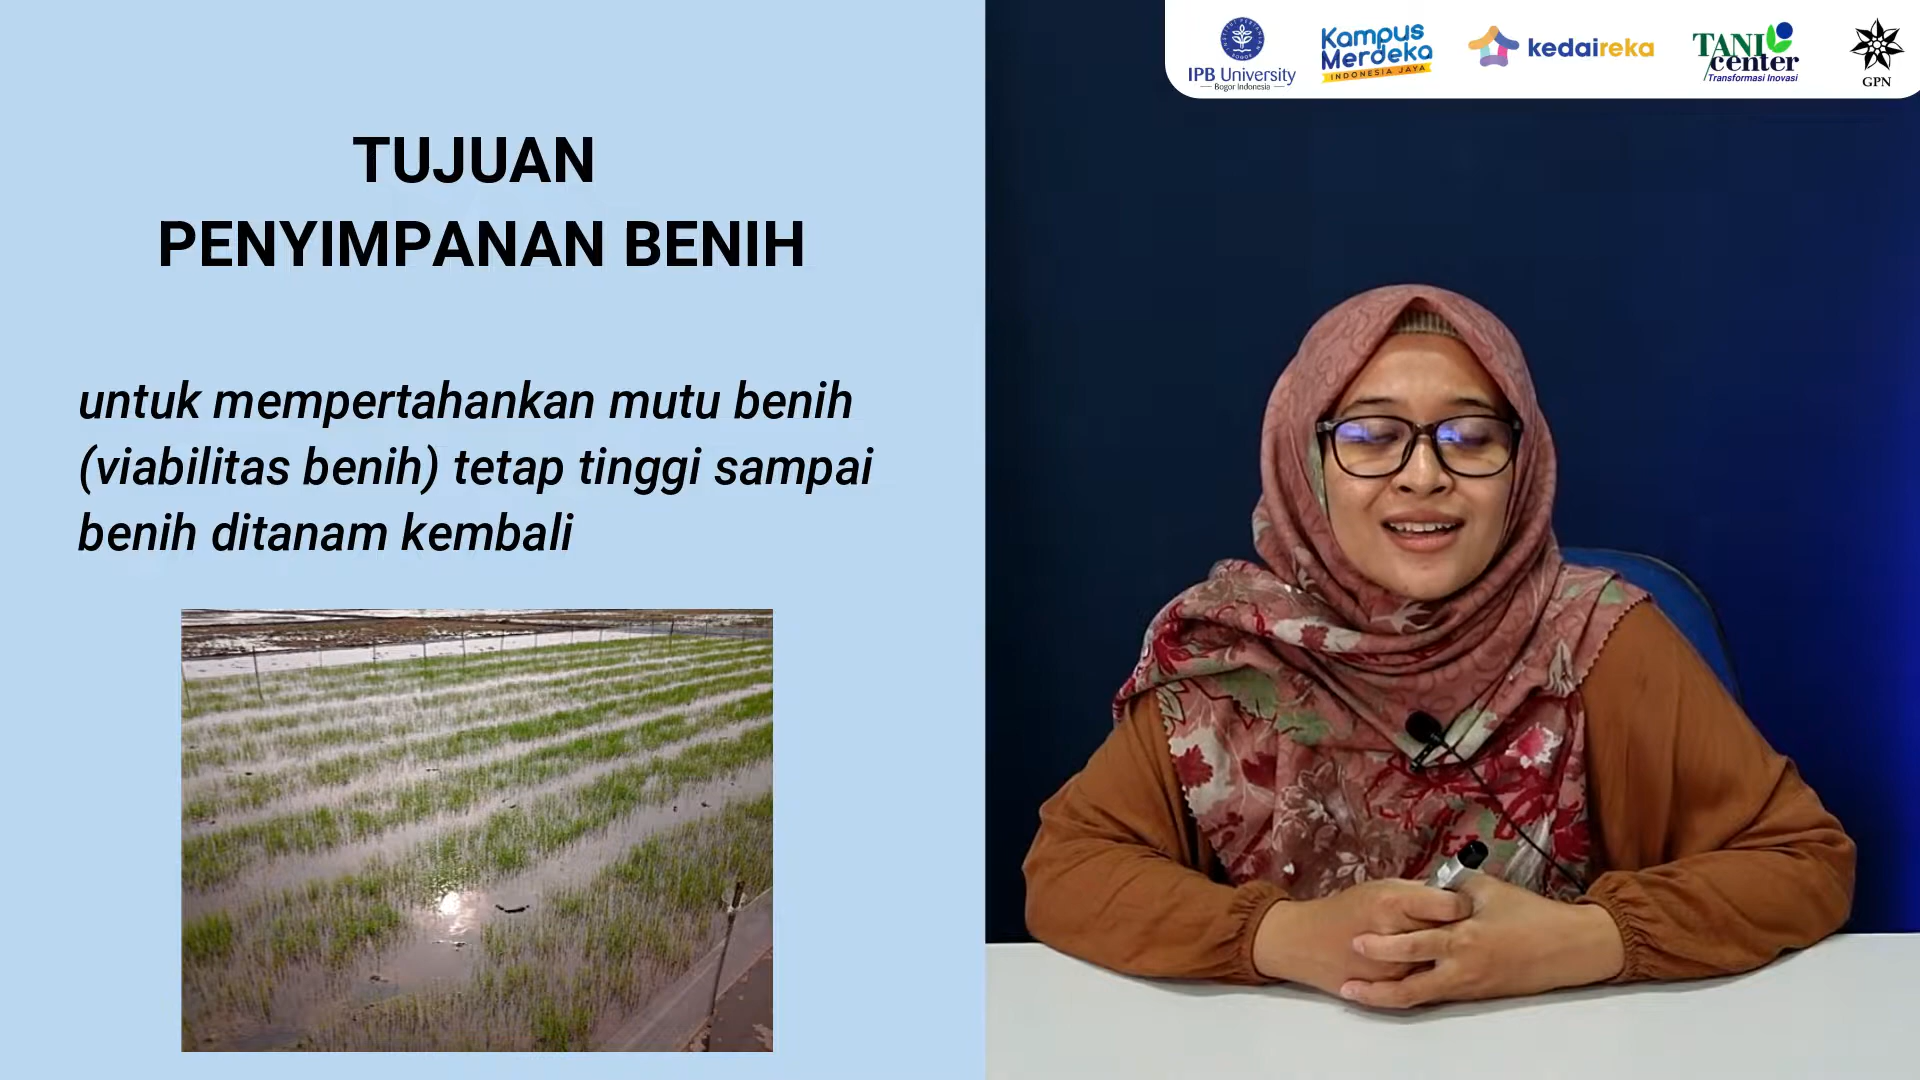 TUJUAN
PENYIMPANAN BENIH
untuk mempertahankan mutu benih
(viabilitas benih) tetap tinggi sampai
benih ditanam kembali
IPB University
Bogor Indonesia
Kampus
Merdeka
INDONESIA JAYA
kedaireka
TANI
center
Transformasi Inovasi
GPN